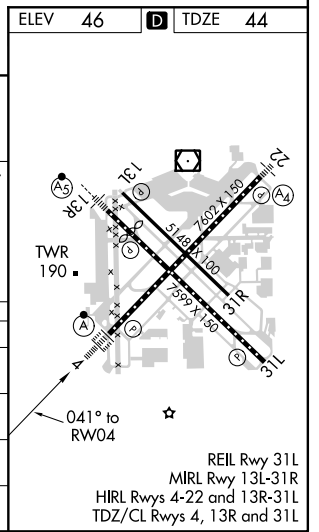 ELEV 46 D TDZE 44
22
13L
A5
13R
P
P A4
7602 X 150
P
5148 X 100
TWR
190
31R
7599 X 150
A
P
P
31L
4
041° to
RW04
REIL Rwy 31L
MIRL Rwy 13L-31R
HIRL Rwys 4-22 and 13R-31L
TDZ/CL Rwys 4, 13R and 31L